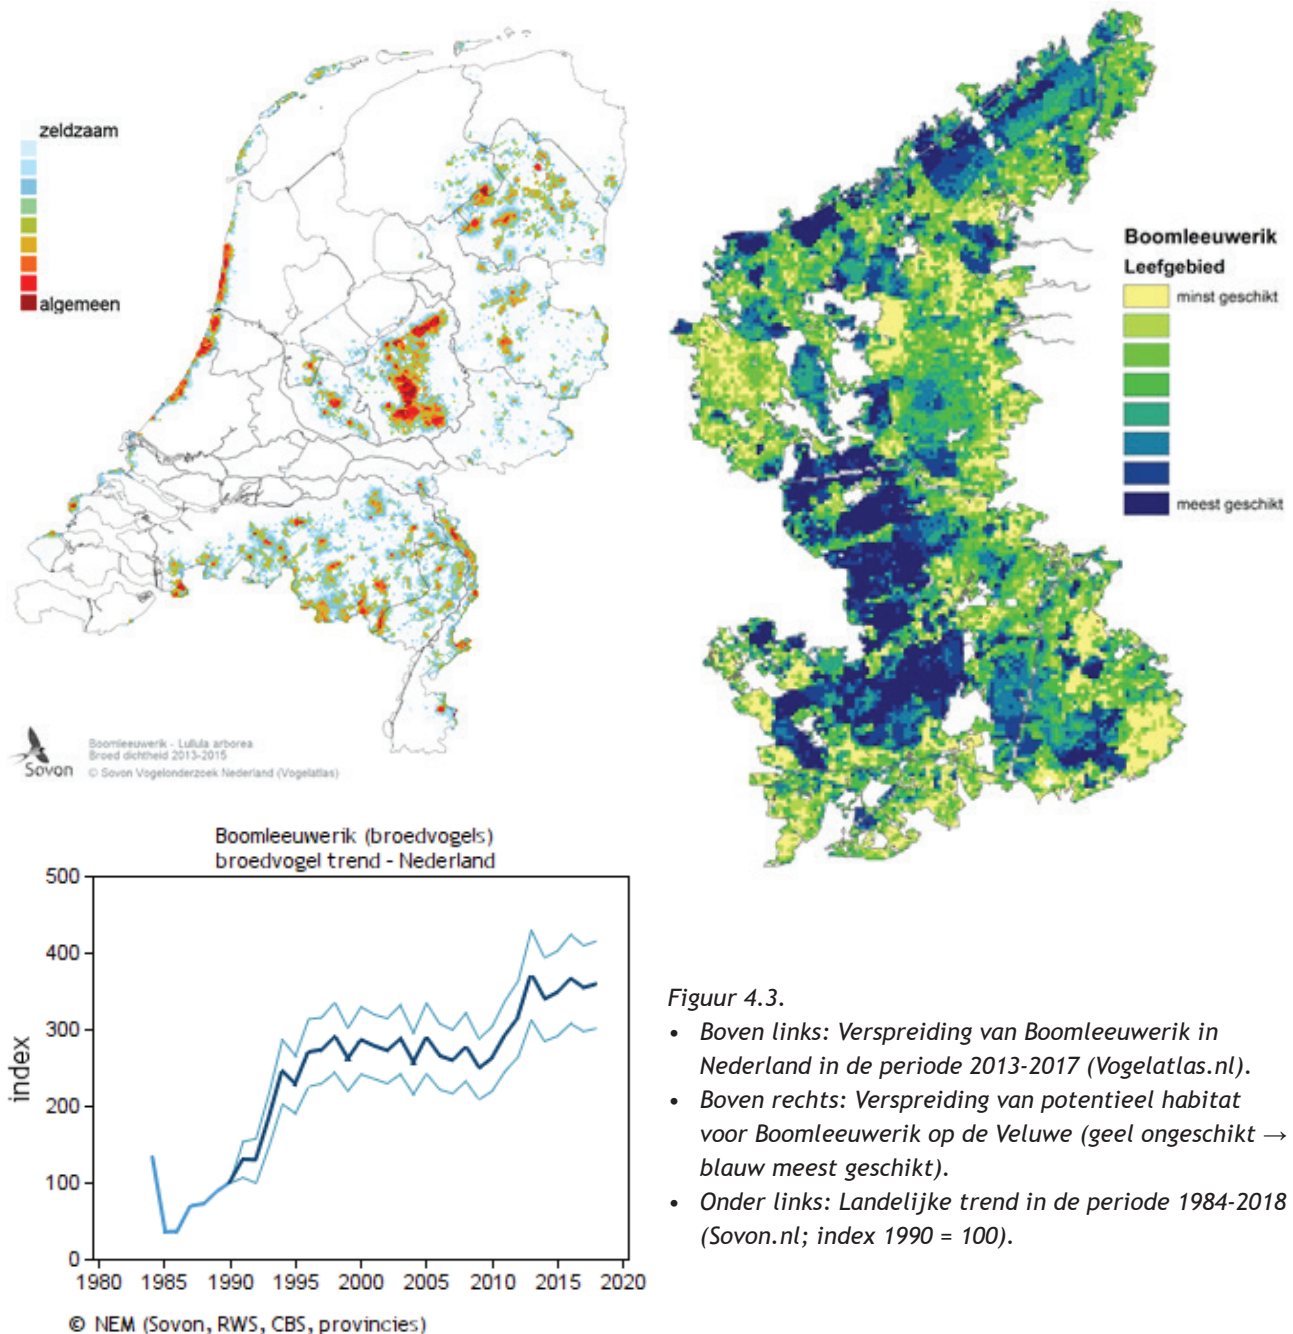 zeldzaam
algemeen
Sovon
Boomleeuwerik - Lullula arborea
Broed dichtheid 2013-2015
© Sovon Vogelonderzoek Nederland (Vogelatlas)
Boomleeuwerik
Leefgebied
minst geschikt
meest geschikt
Boomleeuwerik (broedvogels)
broedvogel trend - Nederland
500
400
300
200
100
0
index
1980 1985 1990 1995 2000 2005 2010 2015 2020
© NEM (Sovon, RWS, CBS, provincies)
Figuur 4.3.
• Boven links: Verspreiding van Boomleeuwerik in
Nederland in de periode 2013-2017 (Vogelatlas.nl).
• Boven rechts: Verspreiding van potentieel habitat
voor Boomleeuwerik op de Veluwe (geel ongeschikt →
blauw meest geschikt).
• Onder links: Landelijke trend in de periode 1984-2018
(Sovon.nl; index 1990 = 100).